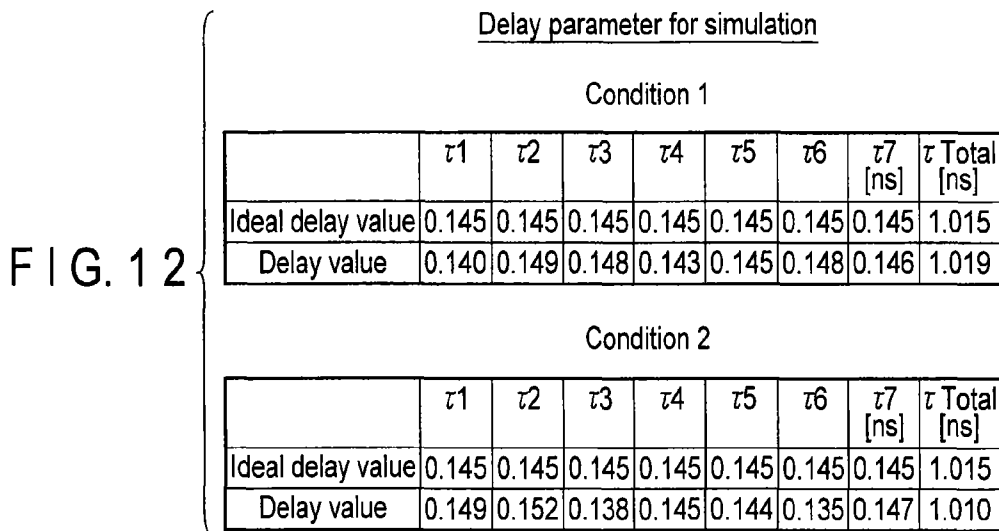 Delay parameter for simulation
Condition 1
τ1 τ2 τ3 τ4 τ5 τ6 τ7 [ns] τ Total [ns]
Ideal delay value 0.145 0.145 0.145 0.145 0.145 0.145 0.145 1.015
Delay value 0.140 0.149 0.148 0.143 0.145 0.148 0.146 1.019
FIG. 12
Condition 2
τ1 τ2 τ3 τ4 τ5 τ6 τ7 [ns] τ Total [ns]
Ideal delay value 0.145 0.145 0.145 0.145 0.145 0.145 0.145 1.015
Delay value 0.149 0.152 0.138 0.145 0.144 0.135 0.147 1.010